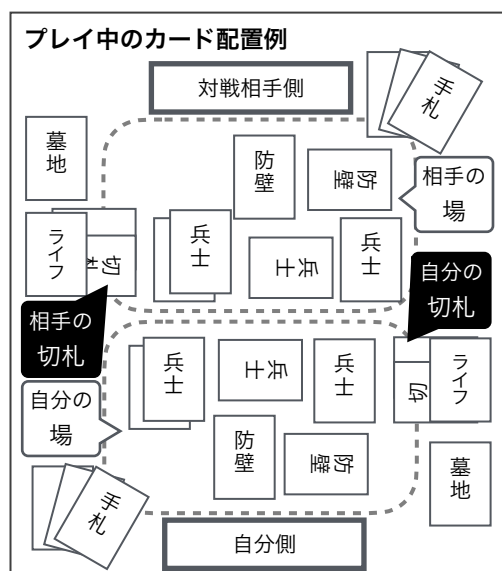 プレイ中のカード配置例
対戦相手側
手札
墓地
防壁
防壁
相手の
場
ライフ
切札
兵士
兵士
兵士
自分の
切札
相手の
切札
兵士
兵士
兵士
切
ライフ
自分の
場
防壁
防壁
墓地
手札
自分側